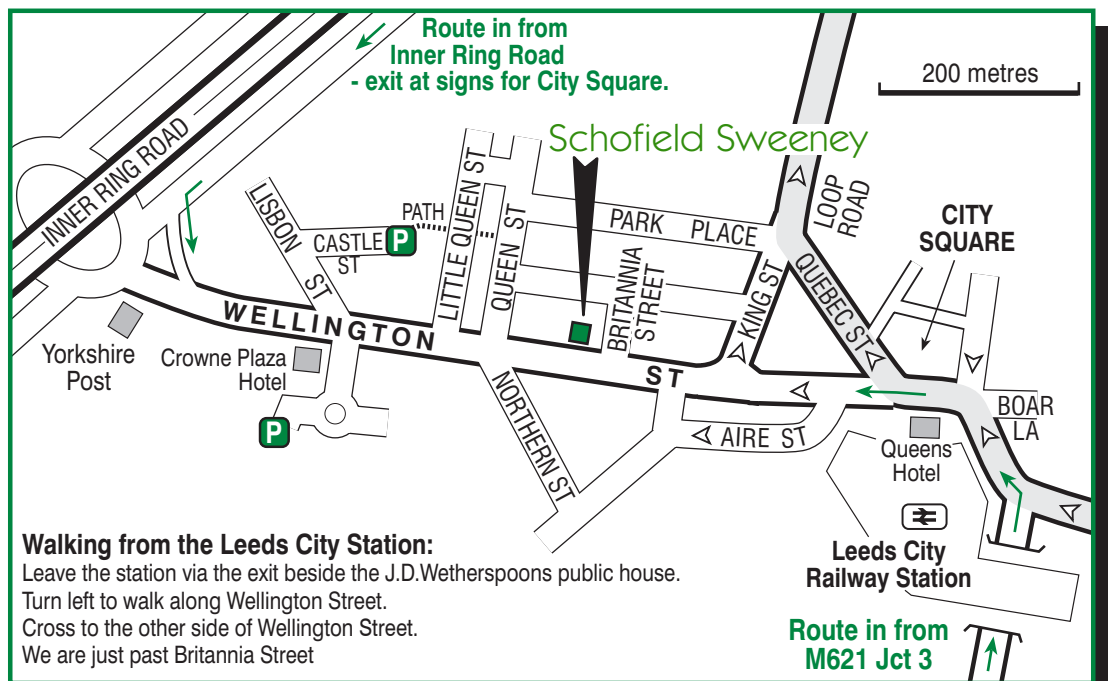 Route in from
Inner Ring Road
- exit at signs for City Square.
200 metres
Schofield Sweeney
INNER RING ROAD
LISBON ST
CASTLE
ST
P
PATH
LITTLE QUEEN ST
QUEEN ST
PARK PLACE
BRITANNIA
STREET
KING ST
LOOP
ROAD
QUEBEC ST
CITY
SQUARE
WELLINGTON ST
Yorkshire
Post
Crowne Plaza
Hotel
P
NORTHERN ST
AIRE ST
BOAR
LA
Queens
Hotel
Leeds City
Railway Station
Walking from the Leeds City Station:
Leave the station via the exit beside the J.D.Wetherspoons public house.
Turn left to walk along Wellington Street.
Cross to the other side of Wellington Street.
We are just past Britannia Street
Route in from
M621 Jct 3